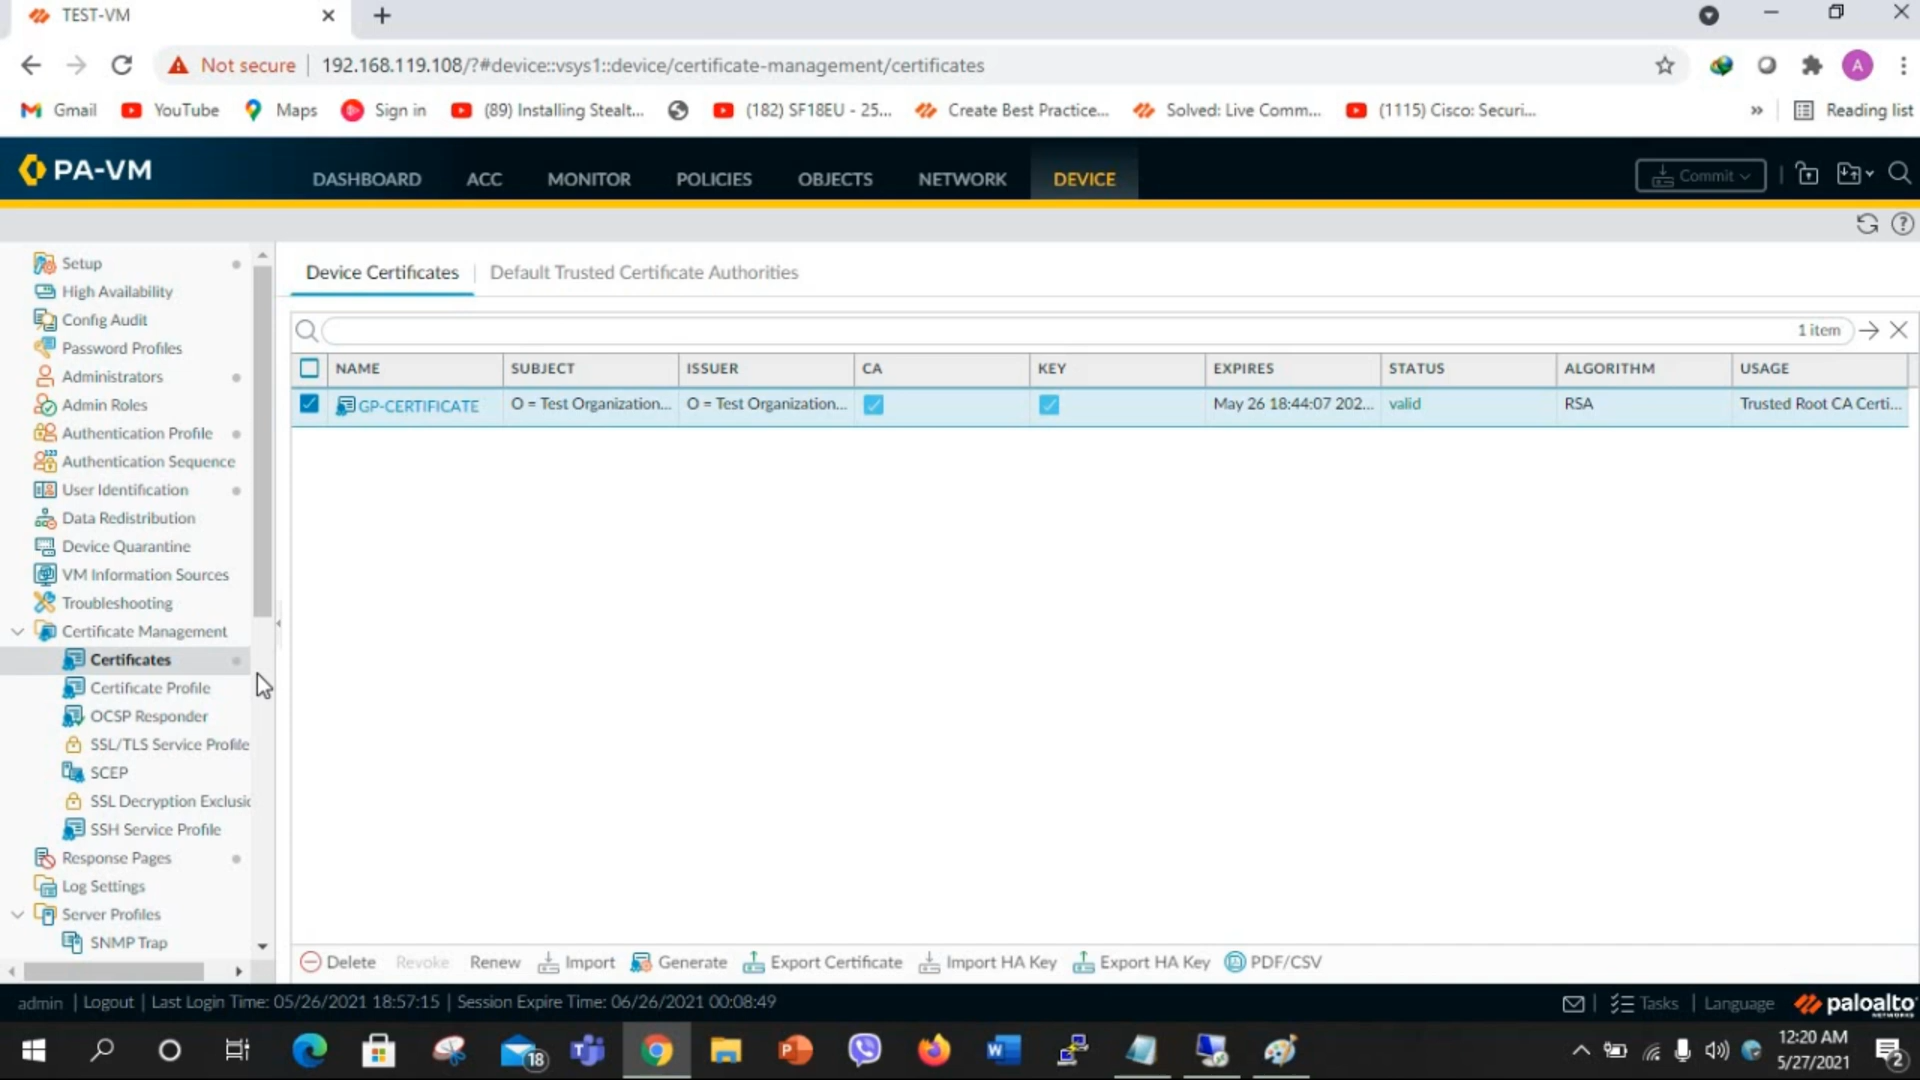 TEST-VM
Not secure
192.168.119.108/?#device::vsys1::device/certificate-management/certificates
A
Gmail
YouTube
Maps
Sign in
(89) Installing Stealt...
(182) SF18EU - 25...
Create Best Practice...
Solved: Live Comm...
(1115) Cisco: Securi...
»
Reading list
PA-VM
DASHBOARD
ACC
MONITOR
POLICIES
OBJECTS
NETWORK
DEVICE
Commit
Setup
High Availability
Config Audit
Password Profiles
Administrators
Admin Roles
Authentication Profile
Authentication Sequence
User Identification
Data Redistribution
Device Quarantine
VM Information Sources
Troubleshooting
Certificate Management
Certificates
Certificate Profile
OCSP Responder
SSL/TLS Service Profile
SCEP
SSL Decryption Exclusio
SSH Service Profile
Response Pages
Log Settings
Server Profiles
SNMP Trap
Device Certificates
Default Trusted Certificate Authorities
1 item
NAME SUBJECT ISSUER CA KEY EXPIRES STATUS ALGORITHM USAGE
GP-CERTIFICATE O = Test Organization... O = Test Organization... May 26 18:44:07 202... valid RSA Trusted Root CA Certi...
Delete Revoke Renew Import Generate Export Certificate Import HA Key Export HA Key PDF/CSV
admin | Logout | Last Login Time: 05/26/2021 18:57:15 | Session Expire Time: 06/26/2021 00:08:49
Tasks | Language
paloalto
NETWORKS
18
12:20 AM
5/27/2021
2